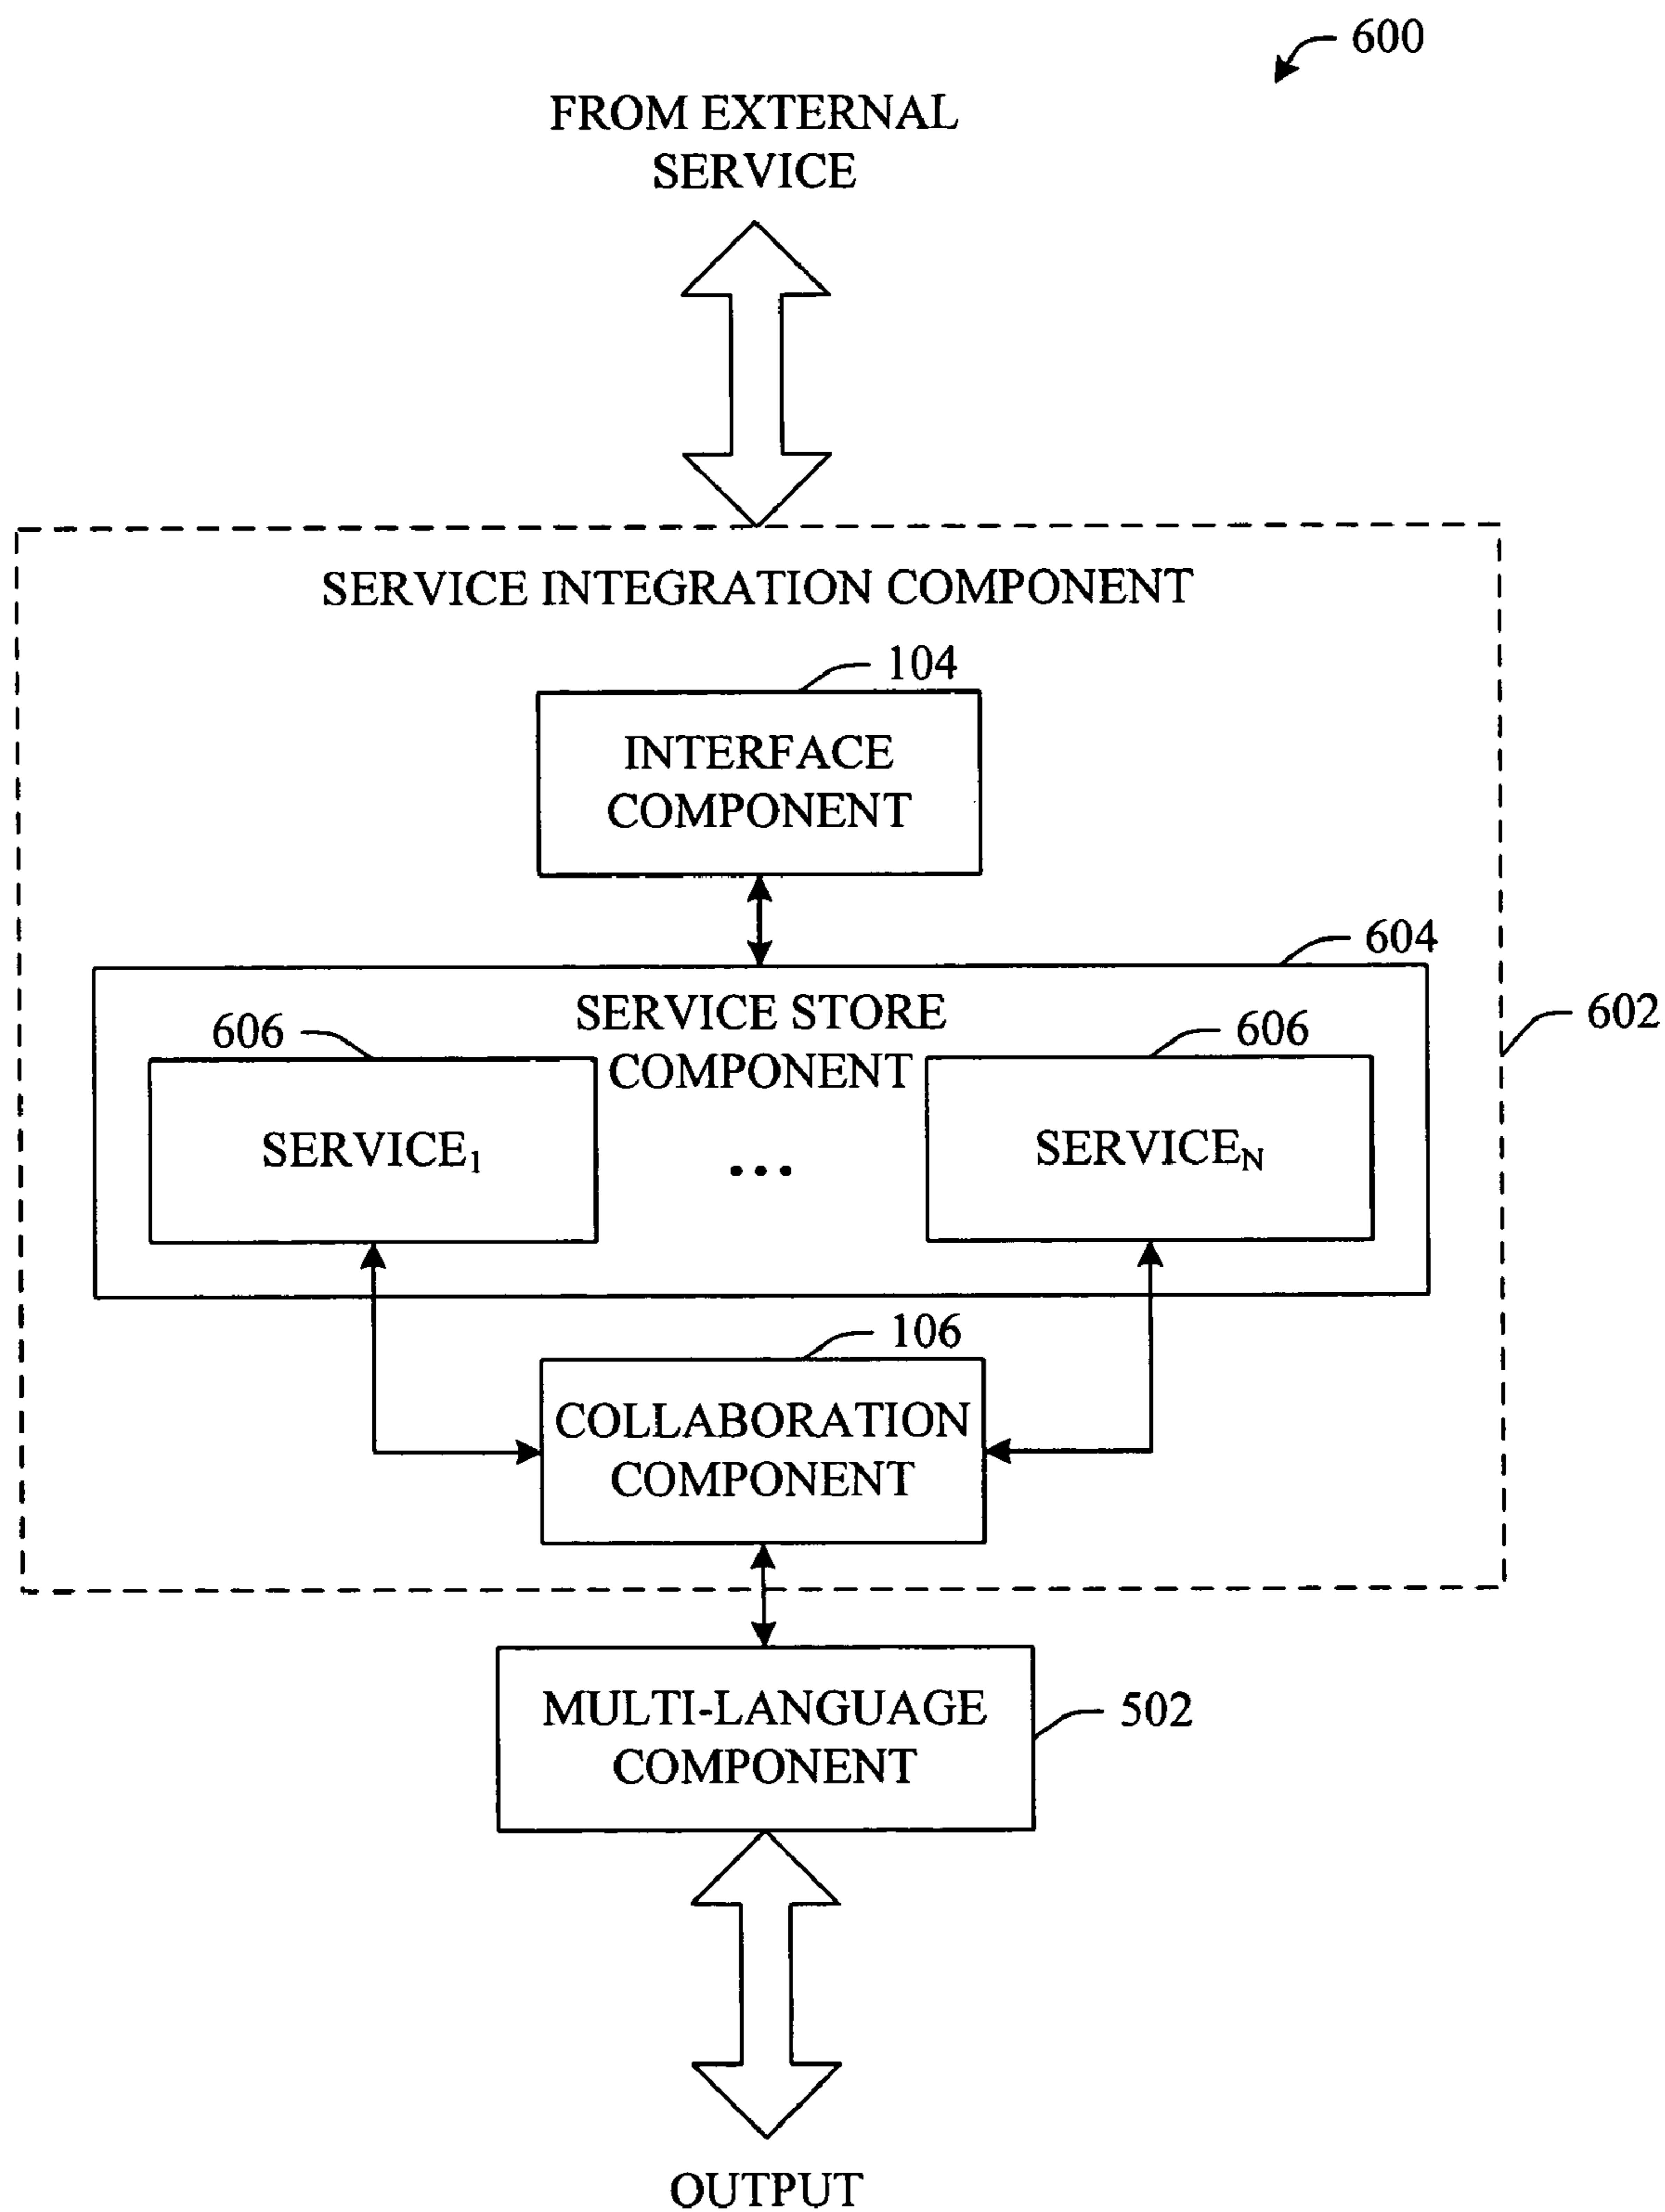 600
FROM EXTERNAL
SERVICE
SERVICE INTEGRATION COMPONENT
104
INTERFACE
COMPONENT
604
SERVICE STORE
COMPONENT
602
606
606
SERVICE₁
...
SERVICE_N
106
COLLABORATION
COMPONENT
MULTI-LANGUAGE
COMPONENT
502
OUTPUT